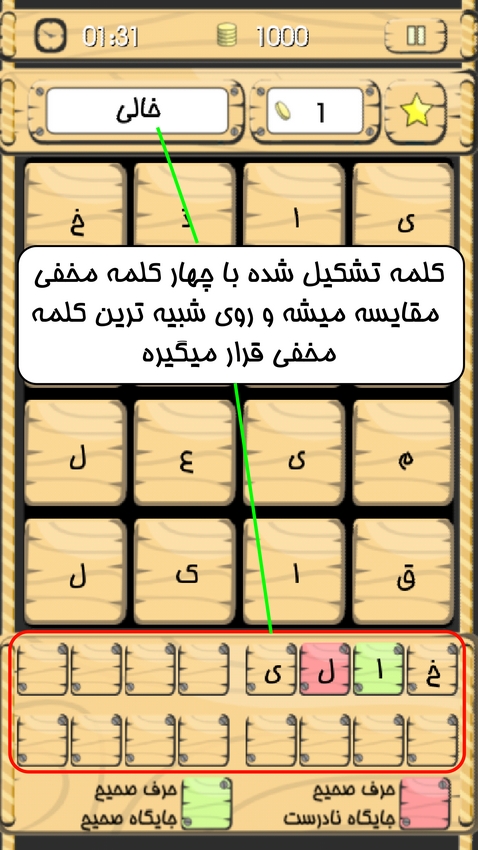 01:31 1000
خالی 1
خ ذ ا ی
کلمه تشکیل شده با چهار کلمه مخفی
مقایسه میشه و روی شبیه ترین کلمه
مخفی قرار میگیره
ل ع ی م
ل ک ا ق
خ ا ل ی
حرف صحیح
جایگاه نادرست
حرف صحیح
جایگاه صحیح